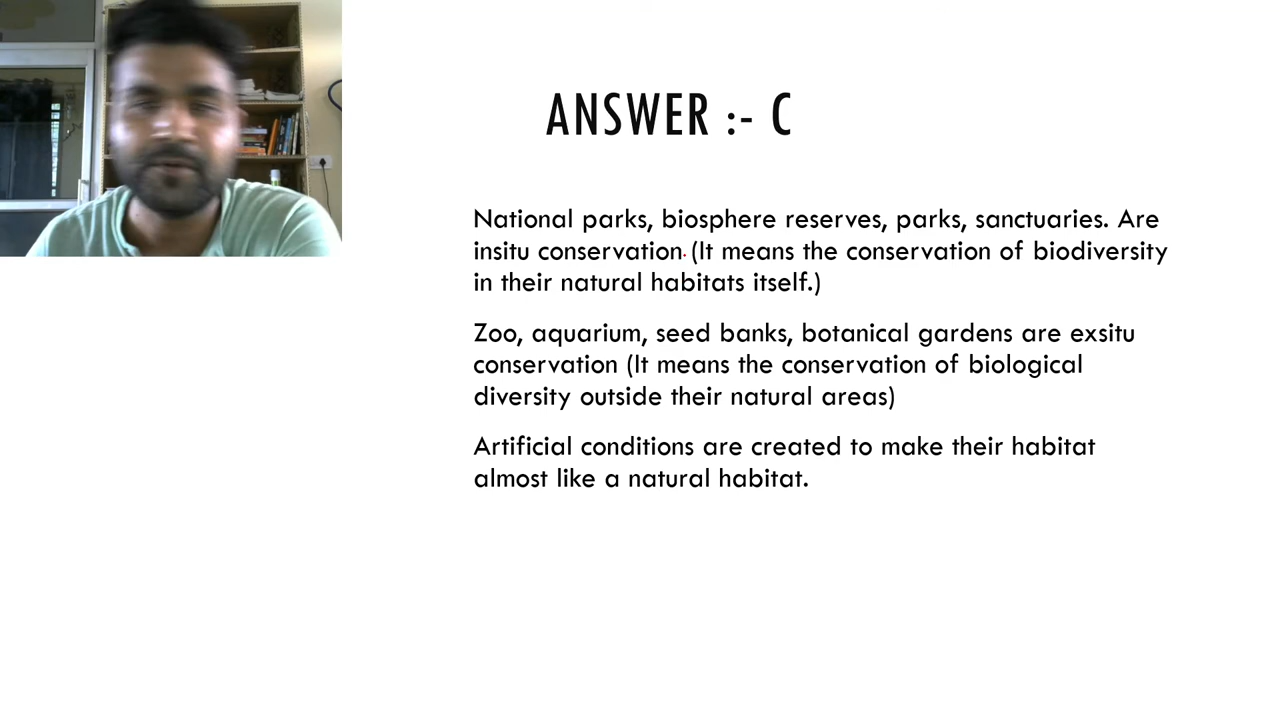 ANSWER :- C
National parks, biosphere reserves, parks, sanctuaries. Are
insitu conservation (It means the conservation of biodiversity
in their natural habitats itself.)
Zoo, aquarium, seed banks, botanical gardens are exsitu
conservation (It means the conservation of biological
diversity outside their natural areas)
Artificial conditions are created to make their habitat
almost like a natural habitat.